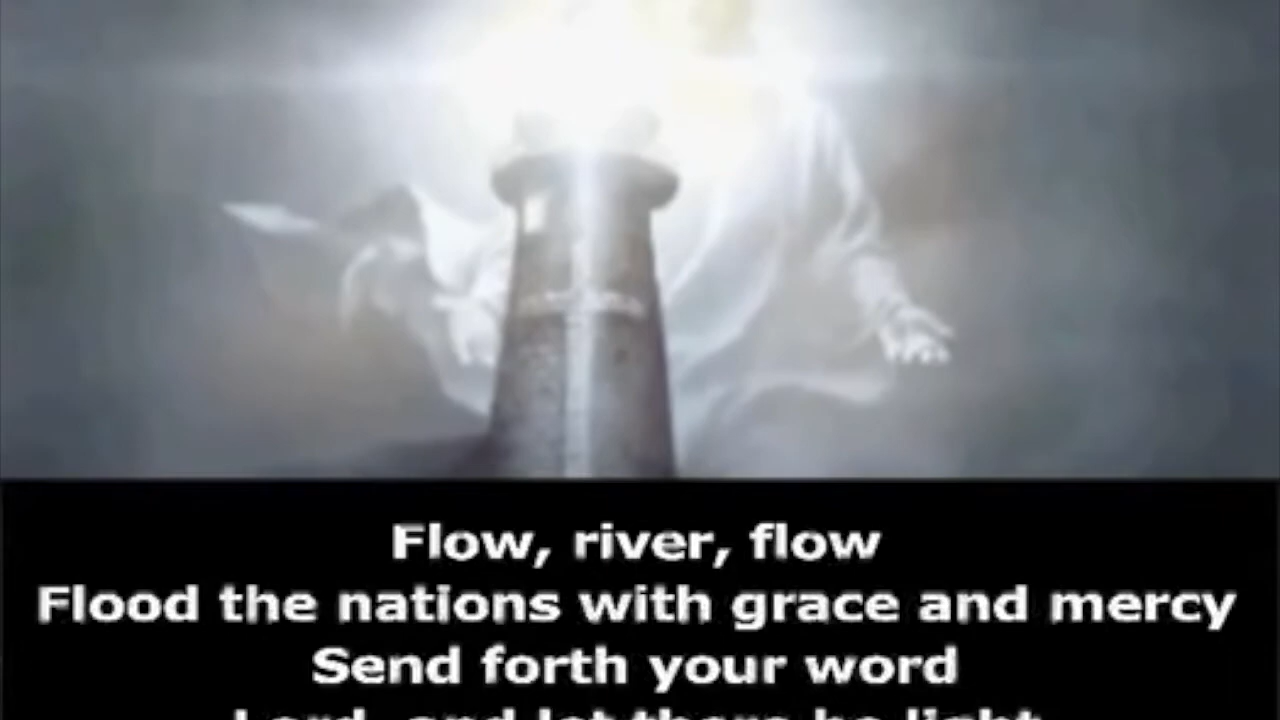 Flow, river, flow
Flood the nations with grace and mercy
Send forth your word
Lord, and let there be light